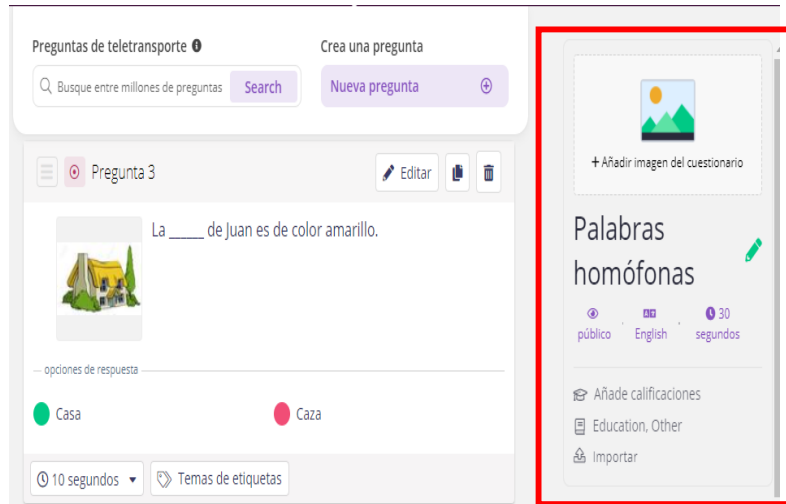 Preguntas de teletransporte
Crea una pregunta
Busque entre millones de preguntas
Search
Nueva pregunta
Pregunta 3
Editar
La _____ de Juan es de color amarillo.
opciones de respuesta
Casa
Caza
10 segundos
Temas de etiquetas
+ Añadir imagen del cuestionario
Palabras
homófonas
público
English
30
segundos
Añade calificaciones
Education, Other
Importar